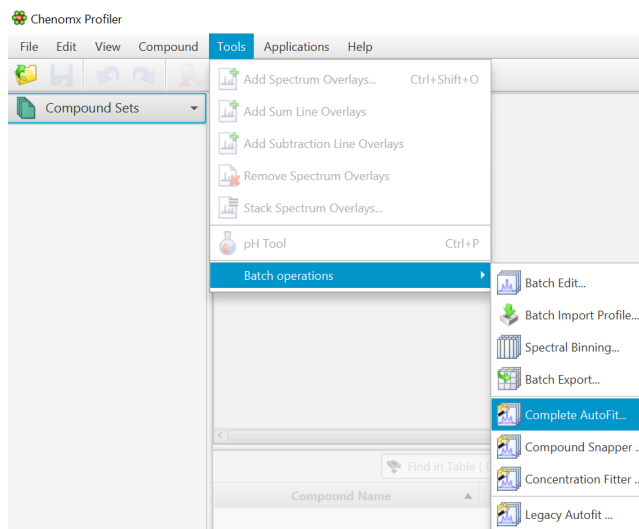 Chenomx Profiler
File Edit View Compound Tools Applications Help
Add Spectrum Overlays... Ctrl+Shift+O
Compound Sets
Add Sum Line Overlays
Add Subtraction Line Overlays
Remove Spectrum Overlays
Stack Spectrum Overlays...
pH Tool Ctrl+P
Batch operations
Batch Edit...
Batch Import Profile...
Spectral Binning...
Batch Export...
Complete AutoFit...
Compound Snapper .
Find in Table (
Concentration Fitter ..
Compound Name
Legacy Autofit ...